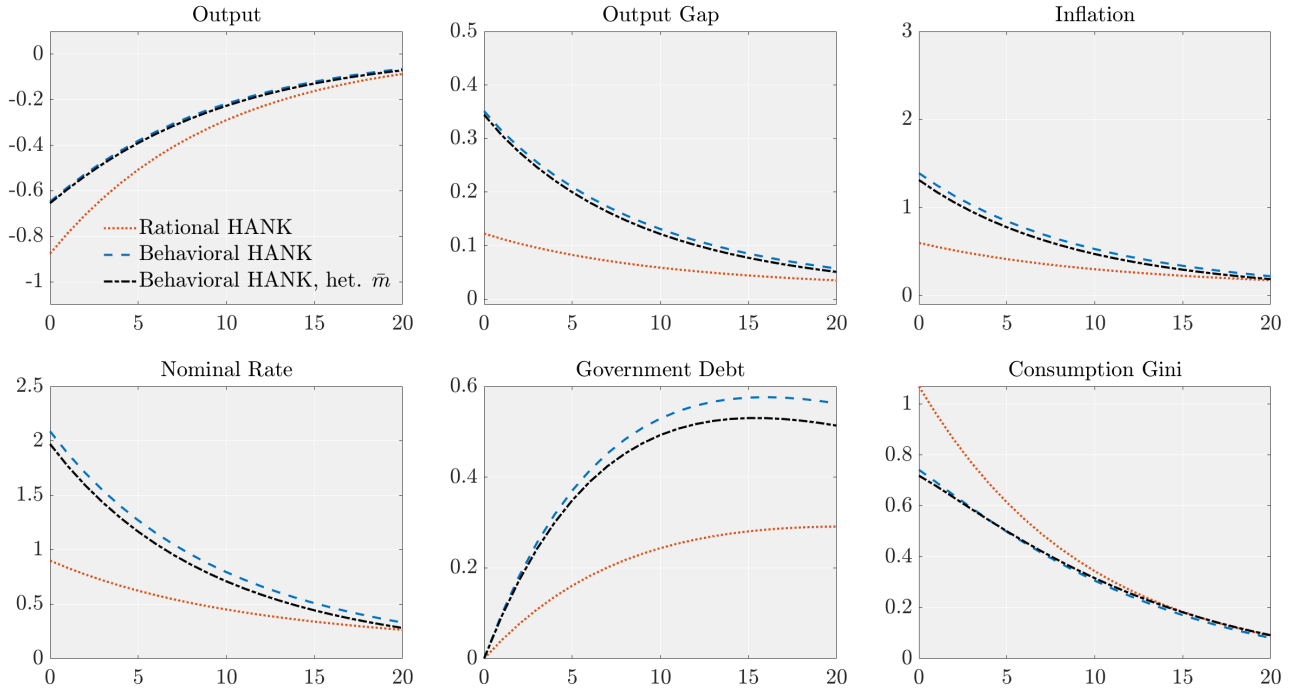 Output
0
-0.2
-0.4
-0.6
-0.8
-1
0 5 10 15 20
Rational HANK
Behavioral HANK
Behavioral HANK, het. m̄
Output Gap
0.5
0.4
0.3
0.2
0.1
0
0 5 10 15 20
Inflation
3
2
1
0
0 5 10 15 20
Nominal Rate
2.5
2
1.5
1
0.5
0
0 5 10 15 20
Government Debt
0.6
0.4
0.2
0
0 5 10 15 20
Consumption Gini
1
0.8
0.6
0.4
0.2
0
0 5 10 15 20